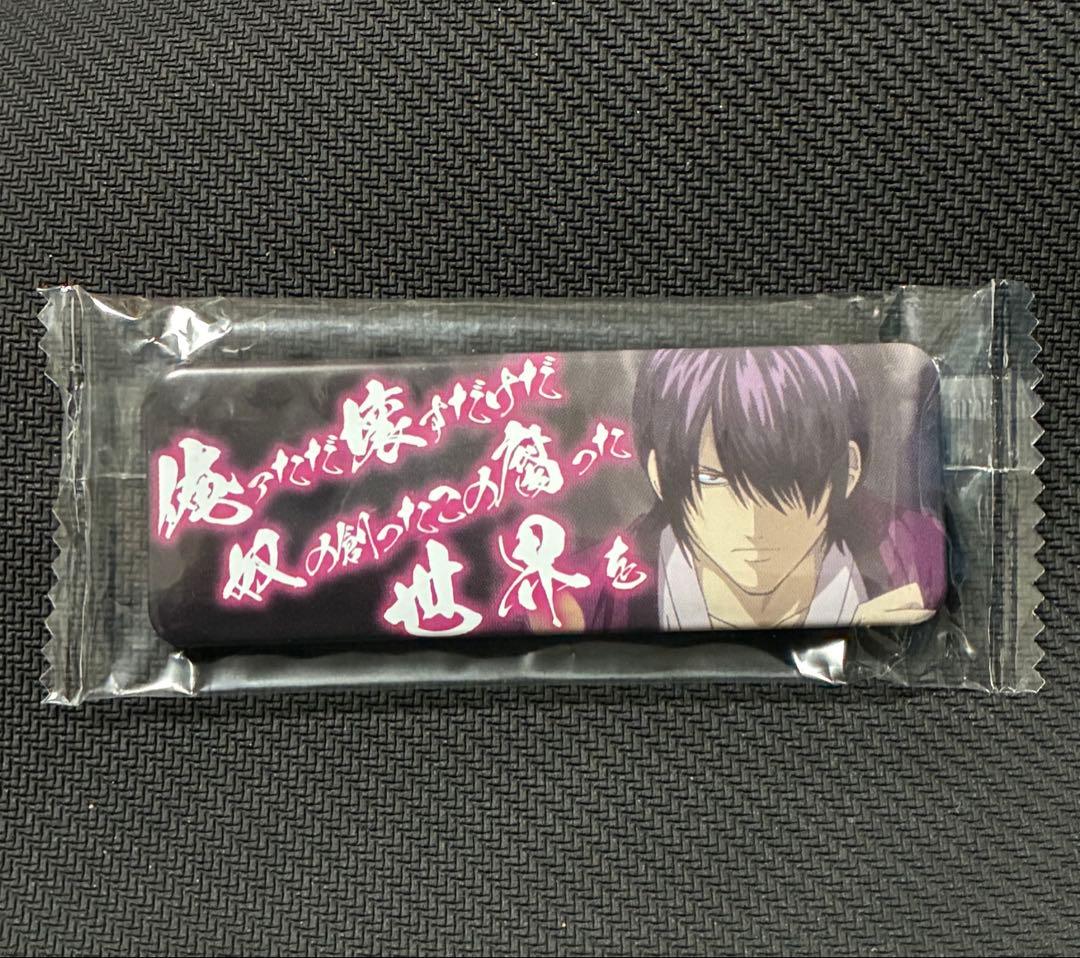 俺ァただ壊すだけだ
奴の創ったこの腐った
世界を